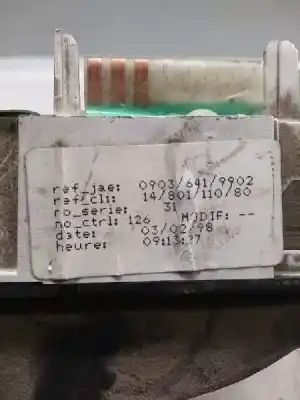 ref_jae: 0903/641/9902
ref_cli: 14/801/110/80
no_serie: 31
no_ctrl: 126 MODIF: --
date: 03/02/98
heure: 09:13:27